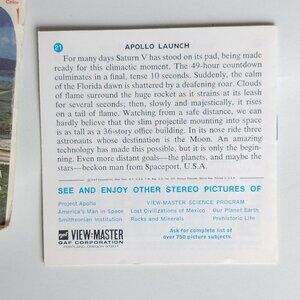 21
APOLLO LAUNCH
For many days Saturn V has stood on its pad, being made
ready for this climactic moment. The 49-hour countdown
culminates in a final, tense 10 seconds. Suddenly, the calm
of the Florida dawn is shattered by a deafening roar. Clouds
of flame surround the huge rocket as it strains at its leash
for several seconds; then, slowly and majestically, it rises
on a tail of flame. Watching from a safe distance, we can
hardly believe that the slim projectile mounting into space
is as tall as a 36-story office building. In its nose ride three
astronauts whose destination is the Moon. An amazing
technology has made this possible, but it is only the begin-
ning. Even more distant goals—the planets, and maybe the
stars—beckon man from Spaceport, U.S.A.
SEE AND ENJOY OTHER STEREO PICTURES OF
Project Apollo
America's Man in Space
Smithsonian Institution
VIEW-MASTER SCIENCE PROGRAM
Lost Civilizations of Mexico Our Planet Earth
Rocks and Minerals Prehistoric Life
GAF VIEW-MASTER
GAF CORPORATION
PORTLAND, OREGON 97207
Ask for complete list of
over 750 picture subjects.